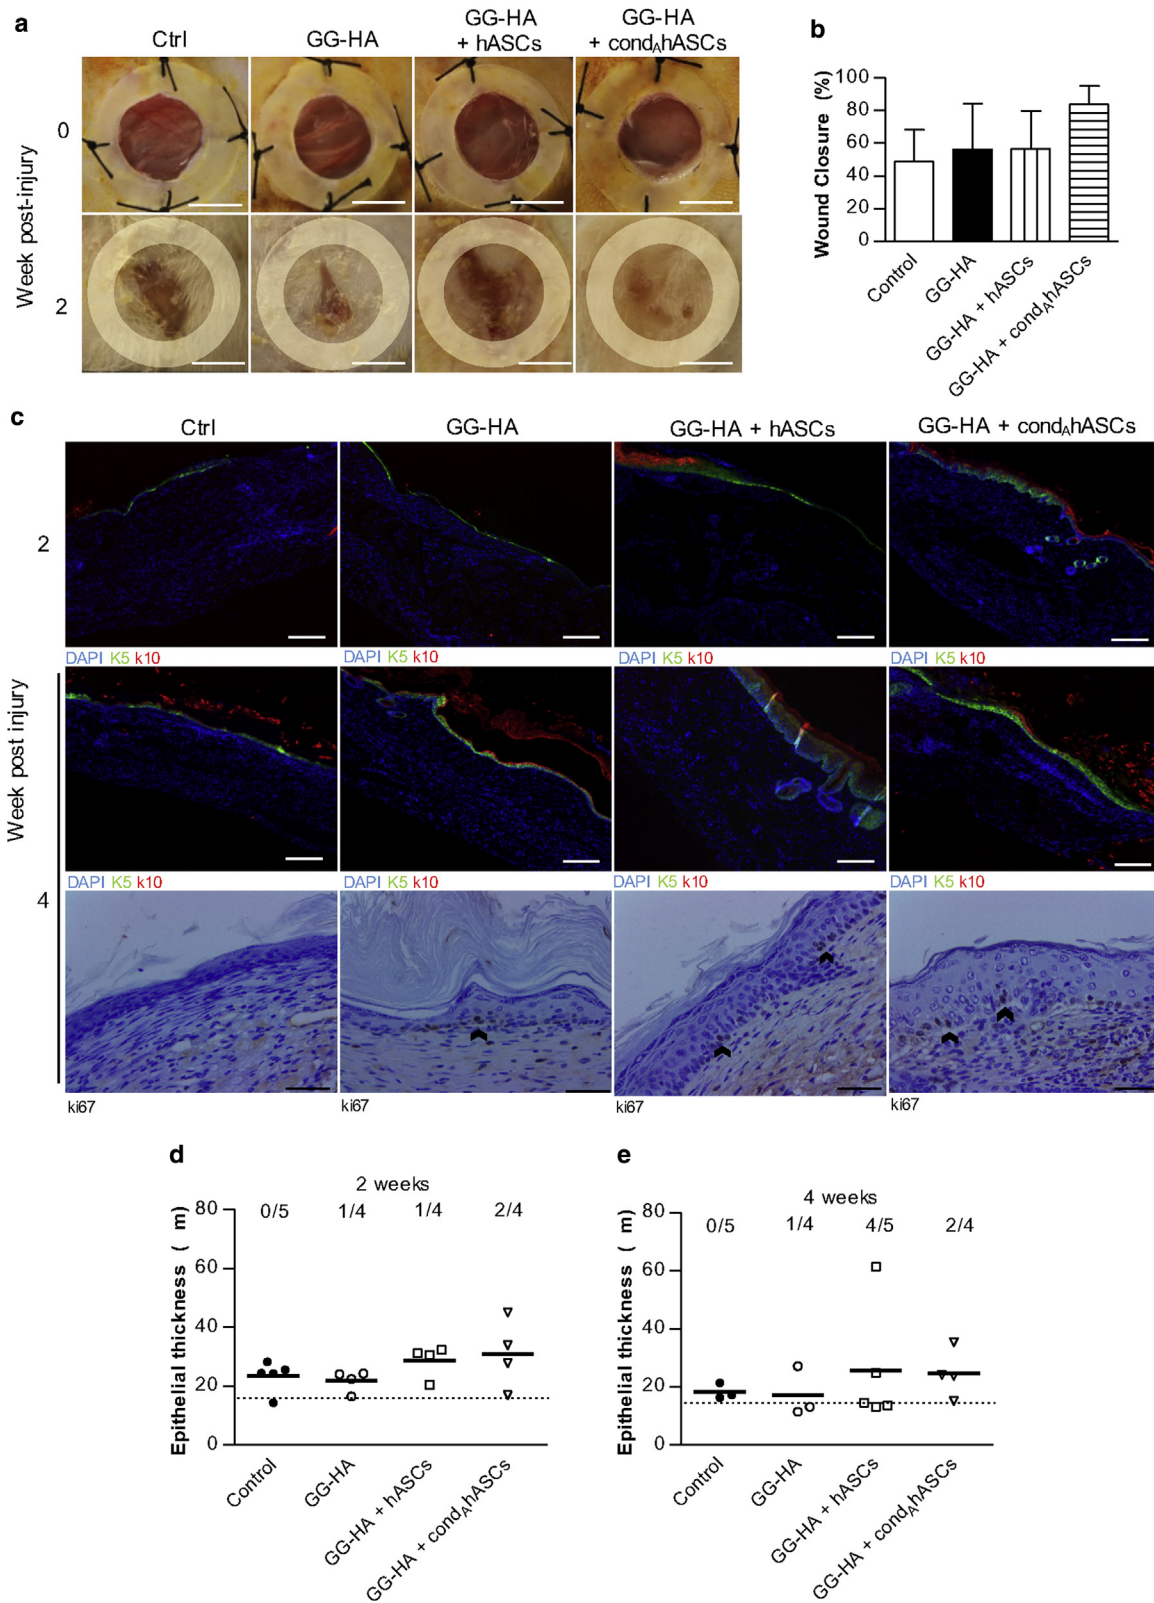 a
Ctrl
GG-HA
GG-HA
+ hASCs
GG-HA
+ condAhASCs
Week post-injury
0
2
b
Wound Closure (%)
100
80
60
40
20
0
Control
GG-HA
GG-HA + hASCs
GG-HA + condAhASCs
c
Ctrl
GG-HA
GG-HA + hASCs
GG-HA + condAhASCs
Week post injury
2
DAPI K5 k10
DAPI K5 k10
DAPI K5 k10
DAPI K5 k10
4
DAPI K5 k10
DAPI K5 k10
DAPI K5 k10
DAPI K5 k10
ki67
ki67
ki67
ki67
d
2 weeks
0/5
1/4
1/4
2/4
Epithelial thickness ( m)
80
60
40
20
0
Control
GG-HA
GG-HA + hASCs
GG-HA + condAhASCs
e
4 weeks
0/5
1/4
4/5
2/4
Epithelial thickness ( m)
80
60
40
20
0
Control
GG-HA
GG-HA + hASCs
GG-HA + condAhASCs